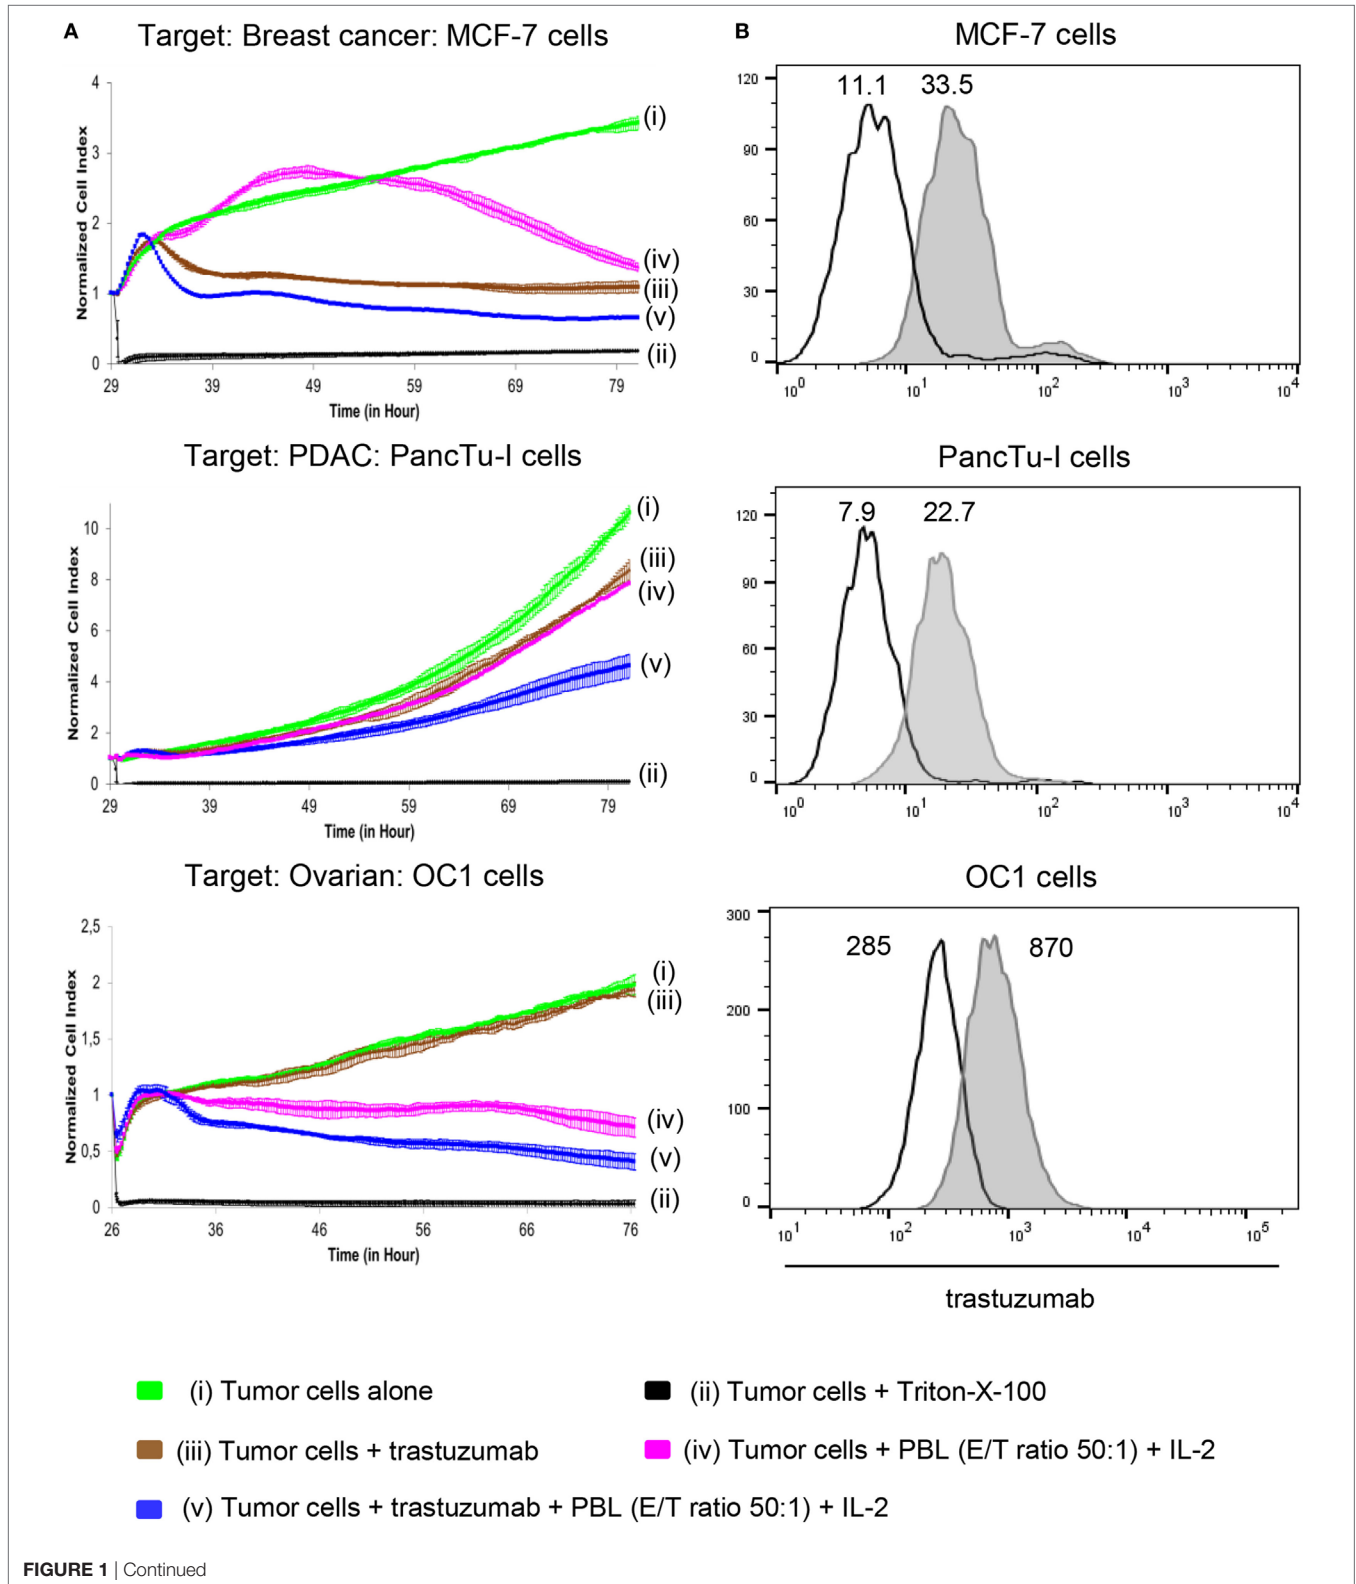 A Target: Breast cancer: MCF-7 cells
Normalized Cell Index
4
3
2
1
0
29 39 49 59 69 79
Time (in Hour)
(i)
(iv)
(iii)
(v)
(ii)
B MCF-7 cells
120
90
60
30
0
11.1 33.5
10^0 10^1 10^2 10^3 10^4
Target: PDAC: PancTu-I cells
Normalized Cell Index
10
8
6
4
2
0
29 39 49 59 69 79
Time (in Hour)
(i)
(iii)
(iv)
(v)
(ii)
PancTu-I cells
120
90
60
30
0
7.9 22.7
10^0 10^1 10^2 10^3 10^4
Target: Ovarian: OC1 cells
Normalized Cell Index
2,5
2
1,5
1
0,5
0
26 36 46 56 66 76
Time (in Hour)
(i)
(iii)
(iv)
(v)
(ii)
OC1 cells
300
200
100
0
285 870
10^1 10^2 10^3 10^4 10^5
trastuzumab
(i) Tumor cells alone
(ii) Tumor cells + Triton-X-100
(iii) Tumor cells + trastuzumab
(iv) Tumor cells + PBL (E/T ratio 50:1) + IL-2
(v) Tumor cells + trastuzumab + PBL (E/T ratio 50:1) + IL-2
FIGURE 1 | Continued